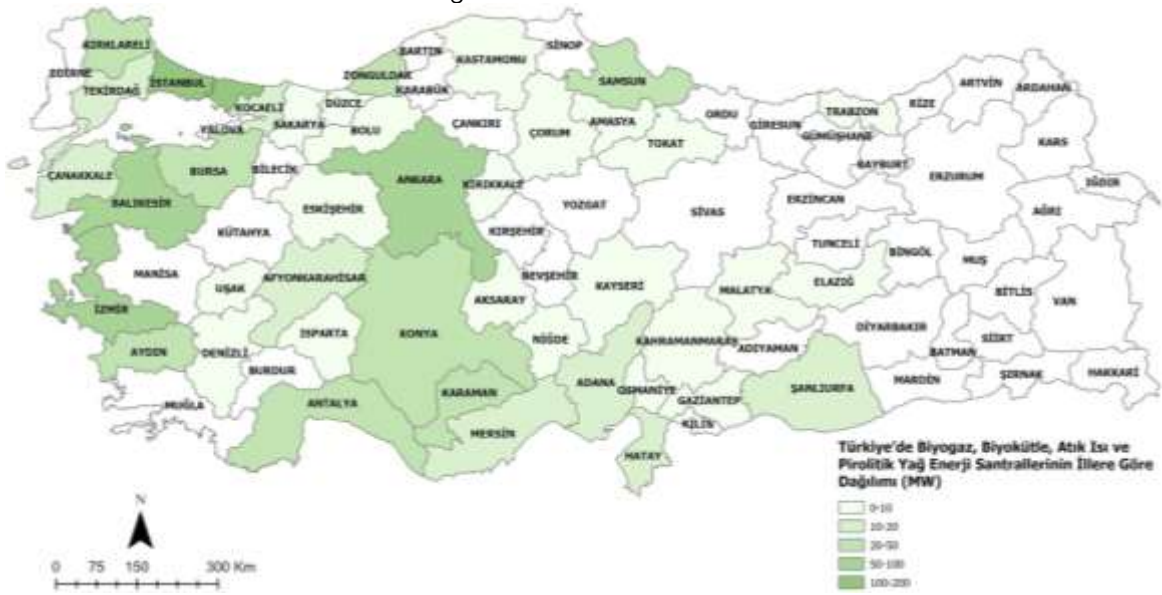 KIRKLARELİ
EDİRNE
TEKİRDAĞ
İSTANBUL
KOCAELİ
YALOVA
SAKARYA
DÜZCE
BOLU
ZONGULDAK
BARTIN
KARABÜK
KASTAMONU
SİNOP
SAMSUN
ÇANKIRI
ÇORUM
AMASYA
TOKAT
ORDU
GİRESUN
TRABZON
GÜMÜŞHANE
BAYBURT
RİZE
ARTVİN
ARDAHAN
KARS
IĞDIR
AĞRI
ERZURUM
ERZİNCAN
ÇANAKKALE
BALIKESİR
BURSA
BİLECİK
ESKİŞEHİR
ANKARA
KIRIKKALE
KIRŞEHİR
YOZGAT
SİVAS
TUNCELİ
BİNGÖL
MUŞ
BİTLİS
VAN
KÜTAHYA
MANİSA
UŞAK
AFYONKARAHİSAR
İZMİR
AYDIN
DENİZLİ
ISPARTA
BURDUR
MUĞLA
ANTALYA
KONYA
KARAMAN
AKSARAY
NEVŞEHİR
NİĞDE
KAYSERİ
MALATYA
ELAZIĞ
DİYARBAKIR
BATMAN
SİİRT
ŞIRNAK
HAKKARİ
MARDİN
ŞANLIURFA
ADIYAMAN
KAHRAMANMARAŞ
GAZİANTEP
KİLİS
OSMANİYE
ADANA
MERSİN
HATAY
Türkiye'de Biyogaz, Biyokütle, Atık Isı ve
Pirolitik Yağ Enerji Santrallerinin İllere Göre
Dağılımı (MW)
0-10
10-20
20-50
50-100
100-200
N
0 75 150 300 Km